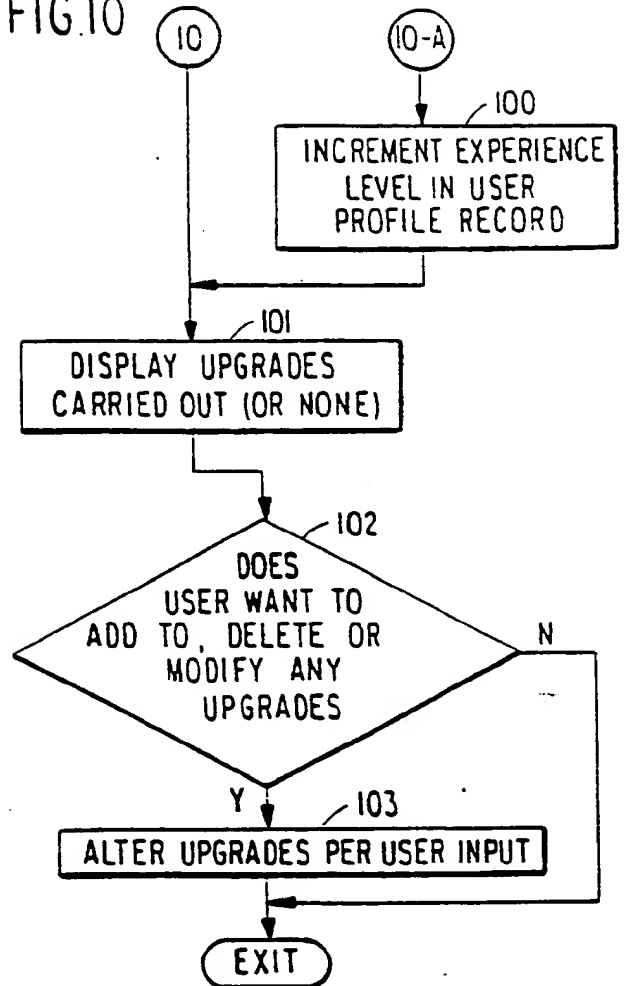 FIG.10
10
10-A
100
INCREMENT EXPERIENCE
LEVEL IN USER
PROFILE RECORD
101
DISPLAY UPGRADES
CARRIED OUT (OR NONE)
102
DOES
USER WANT TO
ADD TO, DELETE OR
MODIFY ANY
UPGRADES
N
Y
103
ALTER UPGRADES PER USER INPUT
EXIT